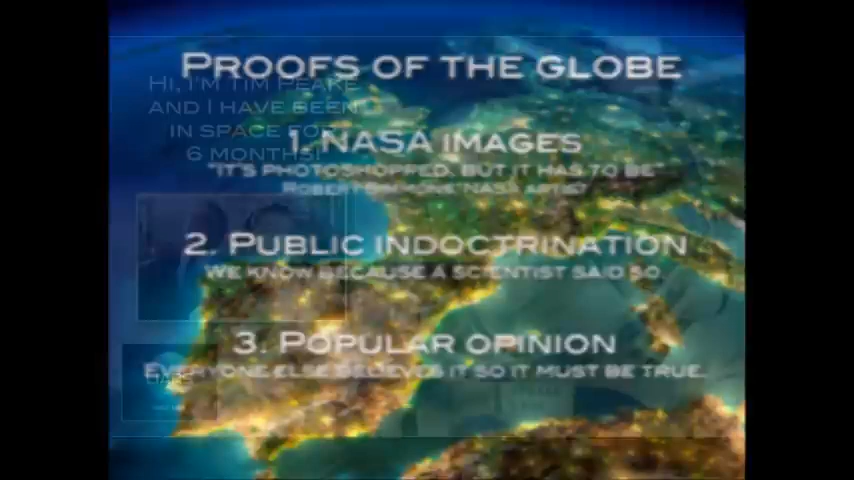 PROOFS OF THE GLOBE
HI, I'M TIM PEAKE
AND I HAVE BEEN
IN SPACE FOR
6 MONTHS!
1. NASA IMAGES
"IT'S PHOTOSHOPPED, BUT IT HAS TO BE"
ROBERT SIMMONS NASA ARTIST
2. PUBLIC INDOCTRINATION
WE KNOW BECAUSE A SCIENTIST SAID SO.
3. POPULAR OPINION
EVERYONE ELSE BELIEVES IT SO IT MUST BE TRUE.
LIARS